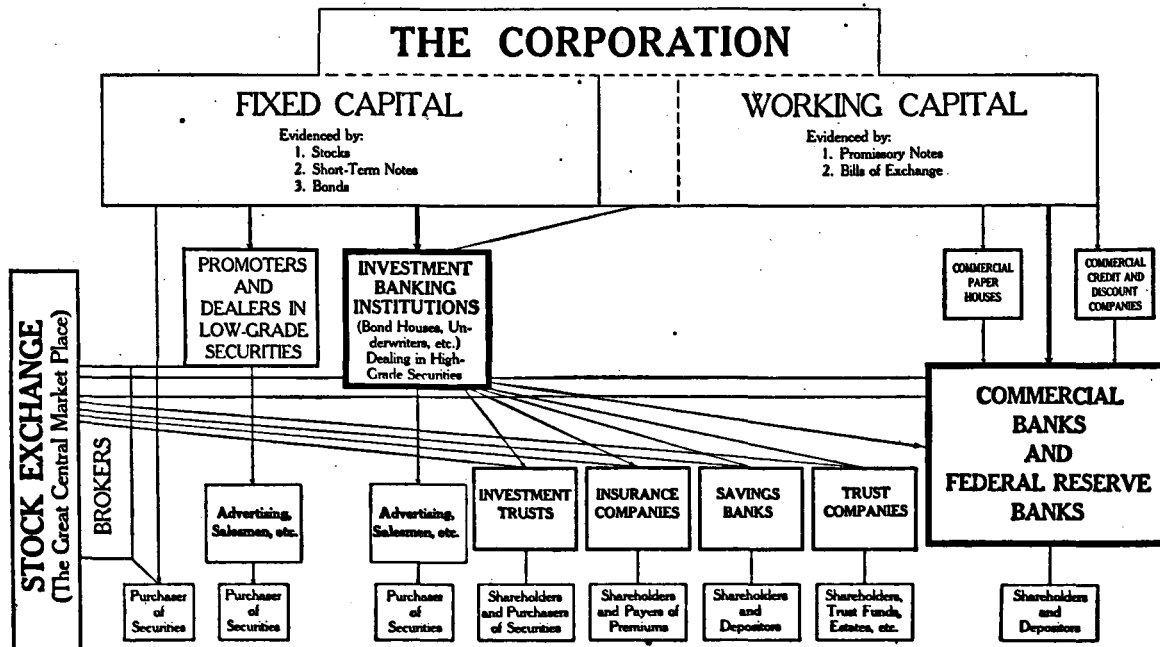 THE CORPORATION
FIXED CAPITAL
Evidenced by:
1. Stocks
2. Short-Term Notes
3. Bonds
WORKING CAPITAL
Evidenced by:
1. Promissory Notes
2. Bills of Exchange
STOCK EXCHANGE
(The Great Central Market Place)
BROKERS
PROMOTERS
AND
DEALERS IN
LOW-GRADE
SECURITIES
INVESTMENT
BANKING
INSTITUTIONS
(Bond Houses, Un-
derwriters, etc.)
Dealing in High-
Grade Securities
COMMERCIAL
PAPER
HOUSES
COMMERCIAL
CREDIT AND
DISCOUNT
COMPANIES
COMMERCIAL
BANKS
AND
FEDERAL RESERVE
BANKS
Advertising,
Salesmen, etc.
Advertising,
Salesmen, etc.
INVESTMENT
TRUSTS
INSURANCE
COMPANIES
SAVINGS
BANKS
TRUST
COMPANIES
Purchaser
of
Securities
Purchaser
of
Securities
Purchaser
of
Securities
Shareholders
and Purchasers
of Securities
Shareholders
and Payers of
Premiums
Shareholders
and
Depositors
Shareholders,
Trust Funds,
Estates, etc.
Shareholders
and
Depositors